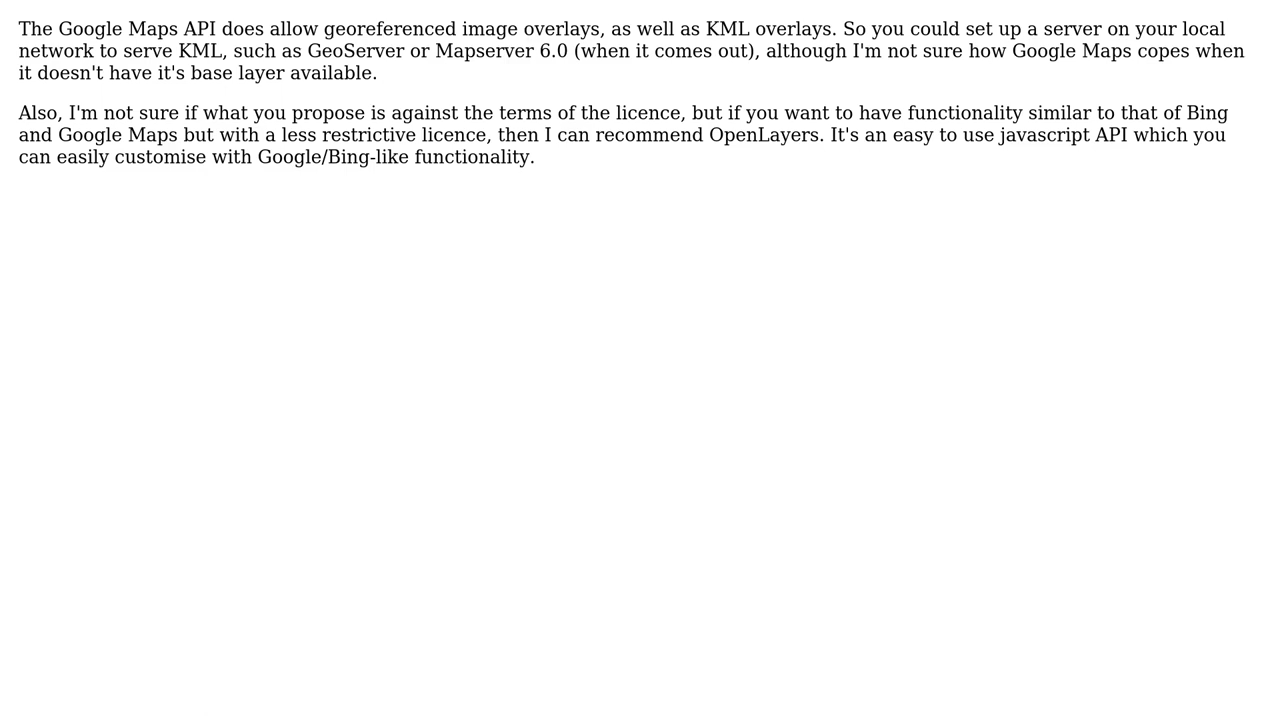 The Google Maps API does allow georeferenced image overlays, as well as KML overlays. So you could set up a server on your local
network to serve KML, such as GeoServer or Mapserver 6.0 (when it comes out), although I'm not sure how Google Maps copes when
it doesn't have it's base layer available.
Also, I'm not sure if what you propose is against the terms of the licence, but if you want to have functionality similar to that of Bing
and Google Maps but with a less restrictive licence, then I can recommend OpenLayers. It's an easy to use javascript API which you
can easily customise with Google/Bing-like functionality.